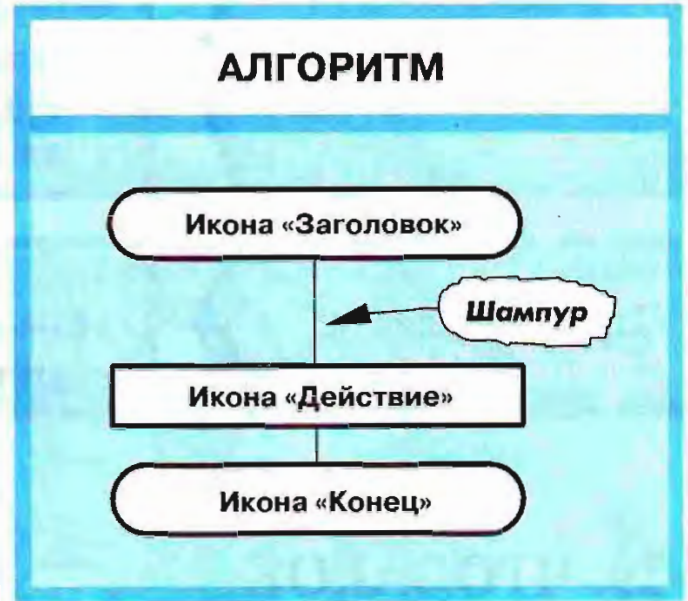 АЛГОРИТМ
Икона «Заголовок»
Шампур
Икона «Действие»
Икона «Конец»